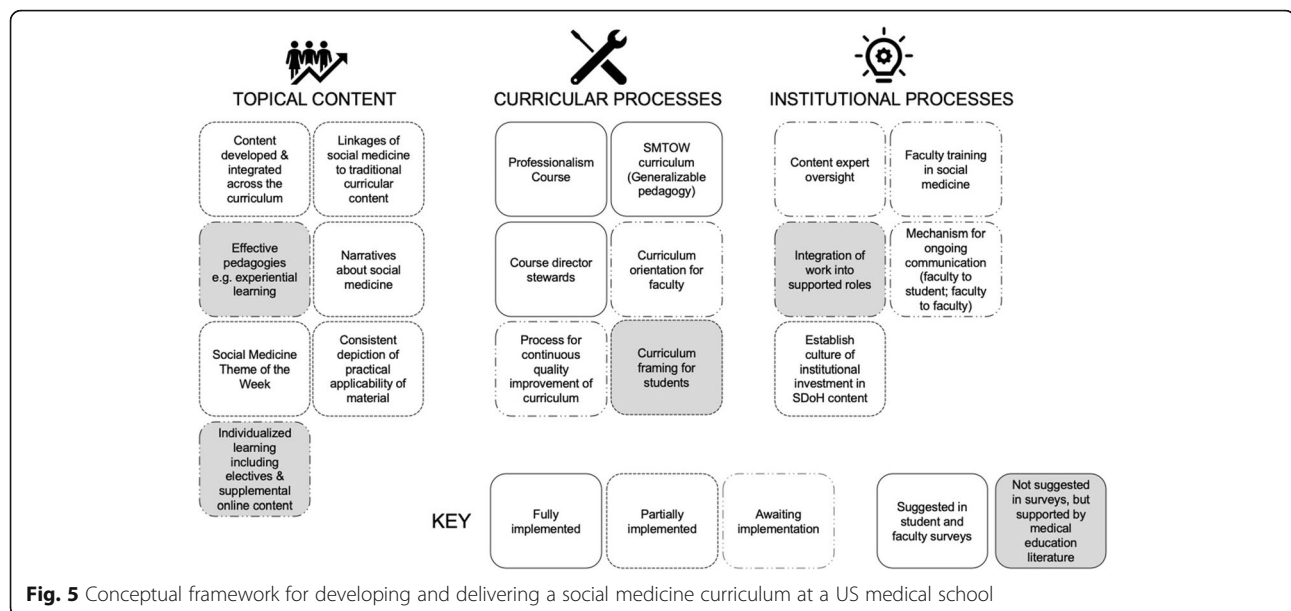 TOPICAL CONTENT
Content
developed &
integrated
across the
curriculum
Linkages of
social medicine
to traditional
curricular
content
Effective
pedagogies
e.g. experiential
learning
Narratives
about social
medicine
Social Medicine
Theme of the
Week
Consistent
depiction of
practical
applicability of
material
Individualized
learning
including
electives &
supplemental
online content
CURRICULAR PROCESSES
Professionalism
Course
SMTOW
curriculum
(Generalizable
pedagogy)
Course director
stewards
Curriculum
orientation for
faculty
Process for
continuous
quality
improvement of
curriculum
Curriculum
framing for
students
INSTITUTIONAL PROCESSES
Content expert
oversight
Faculty training
in social
medicine
Integration of
work into
supported roles
Mechanism for
ongoing
communication
(faculty to
student; faculty
to faculty)
Establish
culture of
institutional
investment in
SDoH content
KEY
Fully
implemented
Partially
implemented
Awaiting
implementation
Suggested in
student and
faculty surveys
Not suggested
in surveys, but
supported by
medical
education
literature
Fig. 5 Conceptual framework for developing and delivering a social medicine curriculum at a US medical school